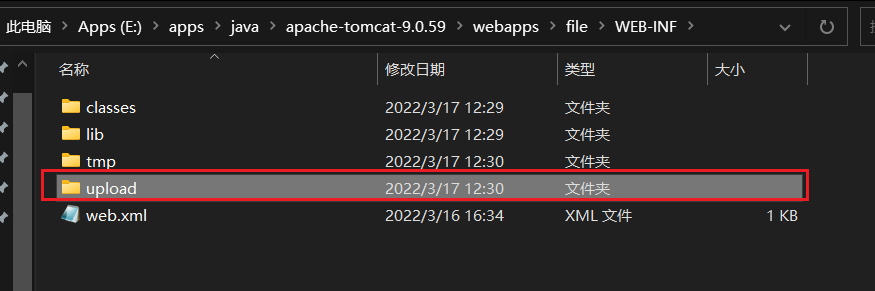 此电脑 > Apps (E:) > apps > java > apache-tomcat-9.0.59 > webapps > file > WEB-INF >
名称 修改日期 类型 大小
classes 2022/3/17 12:29 文件夹
lib 2022/3/17 12:29 文件夹
tmp 2022/3/17 12:30 文件夹
upload 2022/3/17 12:30 文件夹
web.xml 2022/3/16 16:34 XML 文件 1 KB